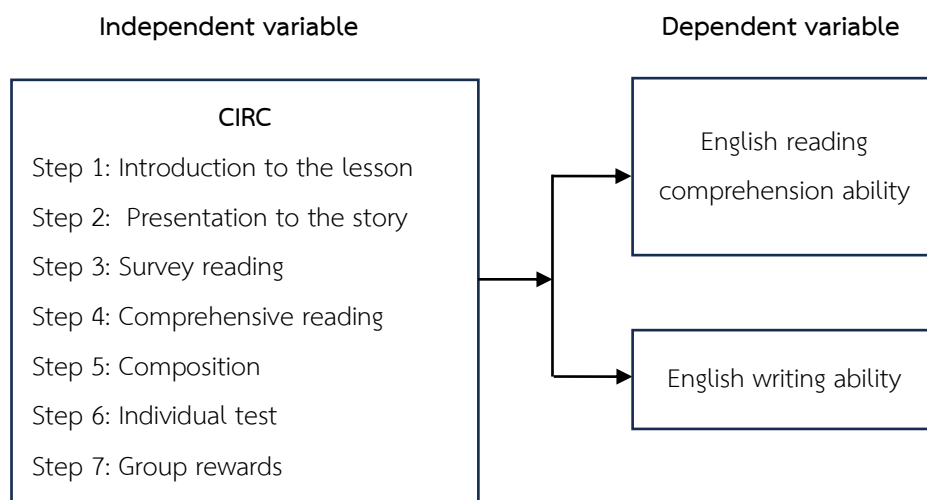 Independent variable
Dependent variable
CIRC
Step 1: Introduction to the lesson
Step 2:  Presentation to the story
Step 3: Survey reading
Step 4: Comprehensive reading
Step 5: Composition
Step 6: Individual test
Step 7: Group rewards
English reading
comprehension ability
English writing ability